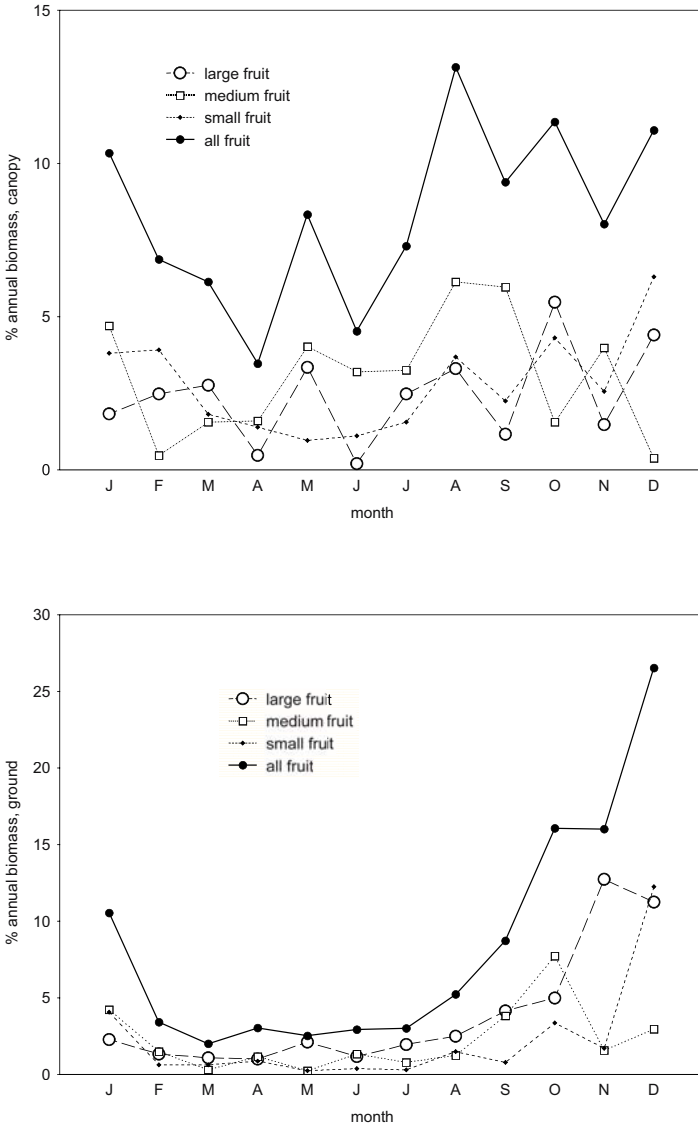 15
large fruit
medium fruit
small fruit
all fruit
10
5
0
% annual biomass, canopy
J F M A M J J A S O N D
month
30
25
large fruit
medium fruit
small fruit
all fruit
20
15
10
5
0
% annual biomass, ground
J F M A M J J A S O N D
month